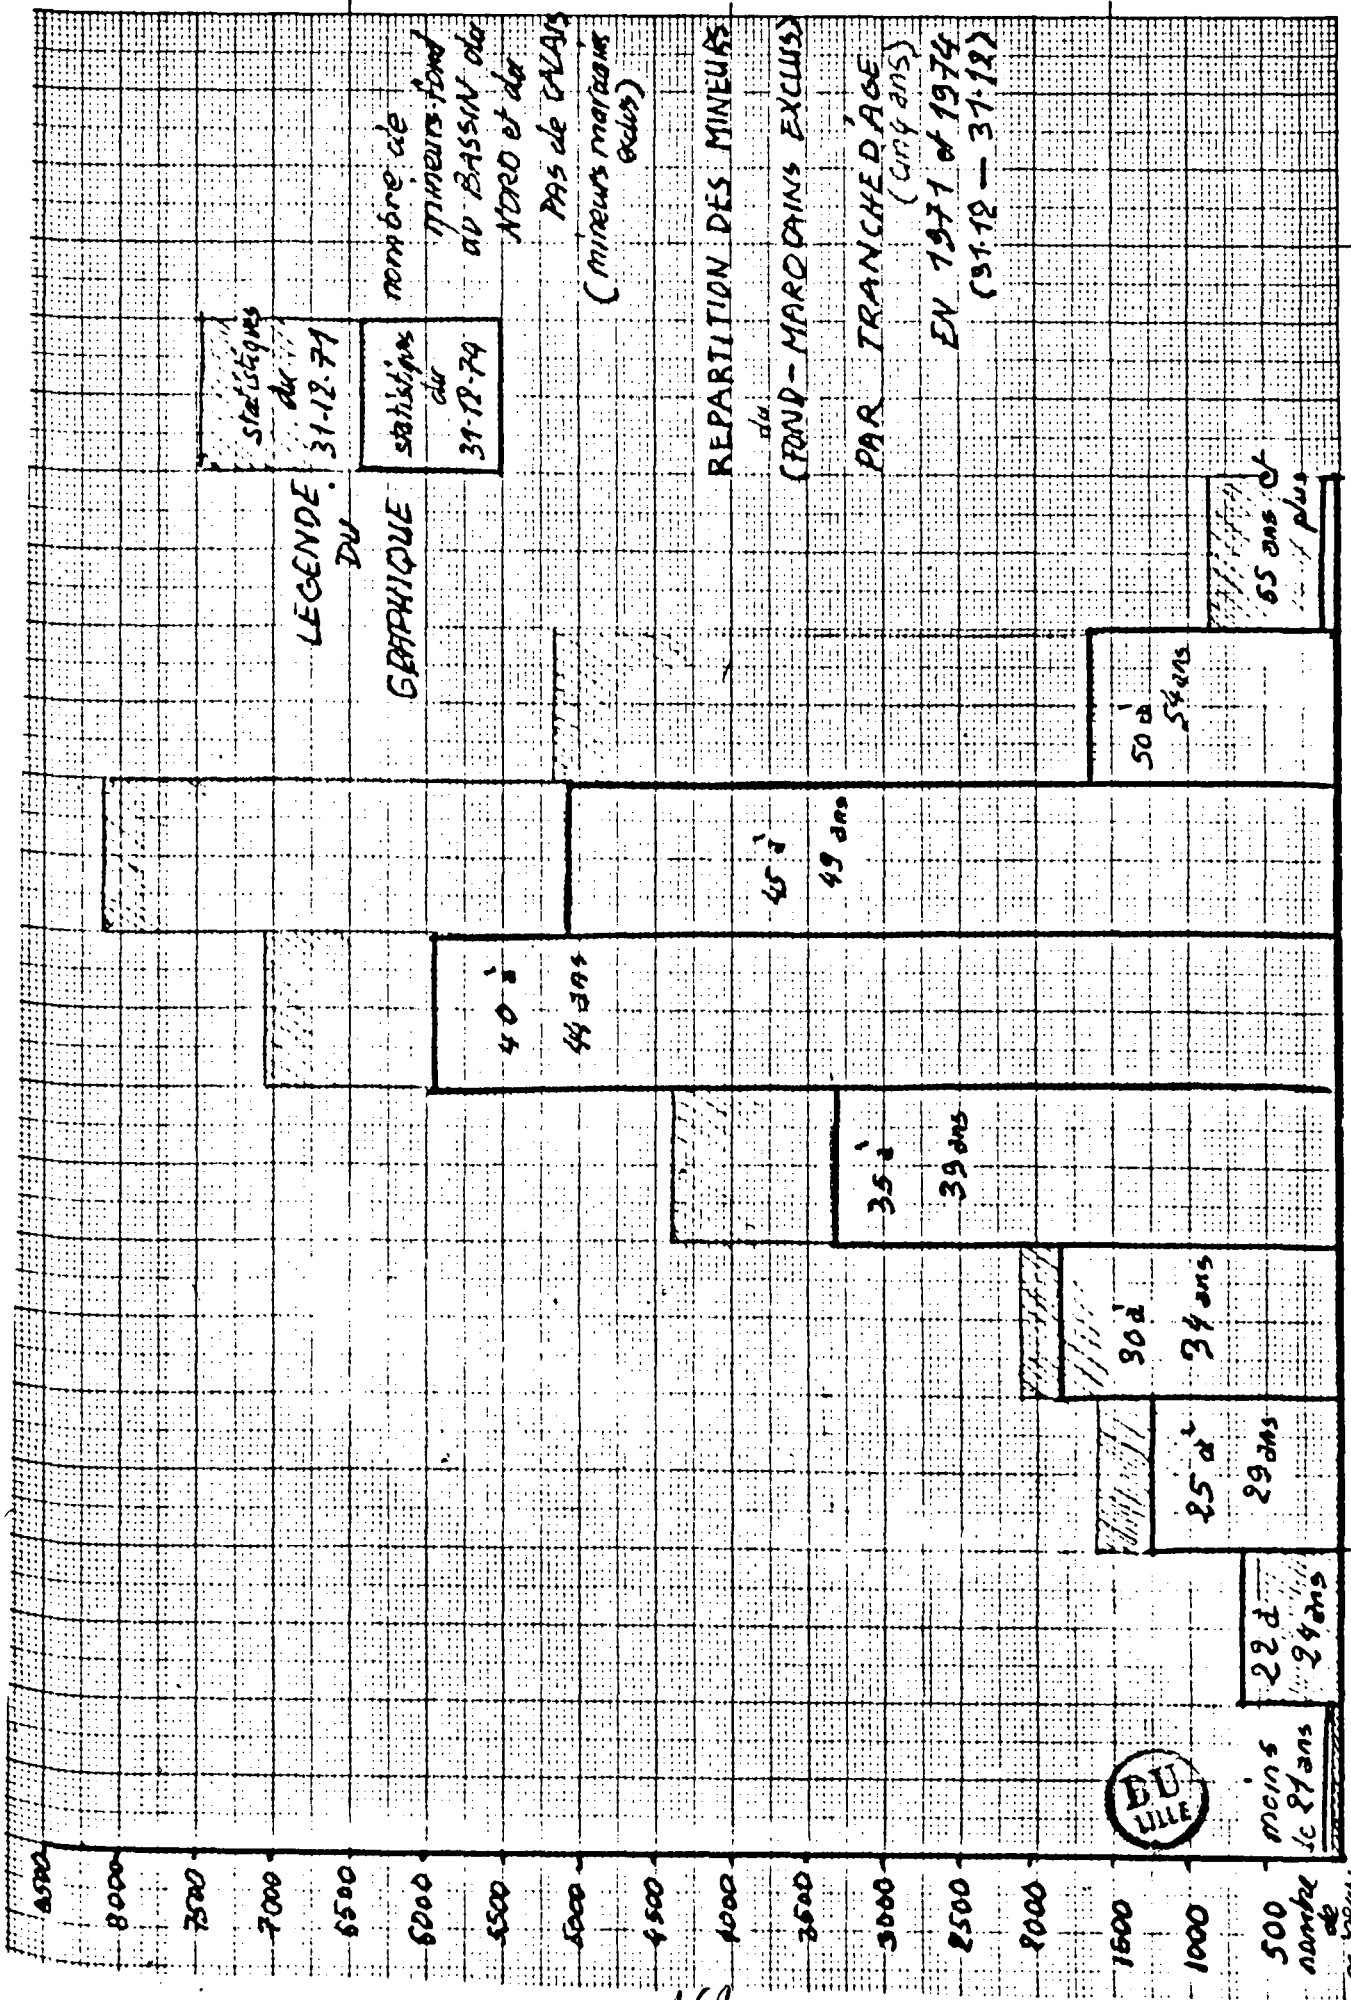 8500
8000
7500
7000
6500
6000
5500
5000
4500
4000
3500
3000
2500
2000
1500
1000
500
nombre
de
moins
de 21 ans
22 à
24 ans
25 à
29 ans
30 à
34 ans
35 à
39 ans
40 à
44 ans
45 à
49 ans
50 à
54 ans
55 ans et
plus
LEGENDE
DU
GRAPHIQUE
statistiques
du
31-12-71
statistiques
du
31-12-74
nombre de
mineurs fond
du BASSIN du
NORD et du
PAS de CALAIS
(mineurs marocains
exclus)
REPARTITION DES MINEURS
du
(FOND-MAROCAINS EXCLUS)
PAR TRANCHE D'ÂGE
(cinq ans)
EN 1971 et 1974
(31-12 — 31-12)
BU
LILLE